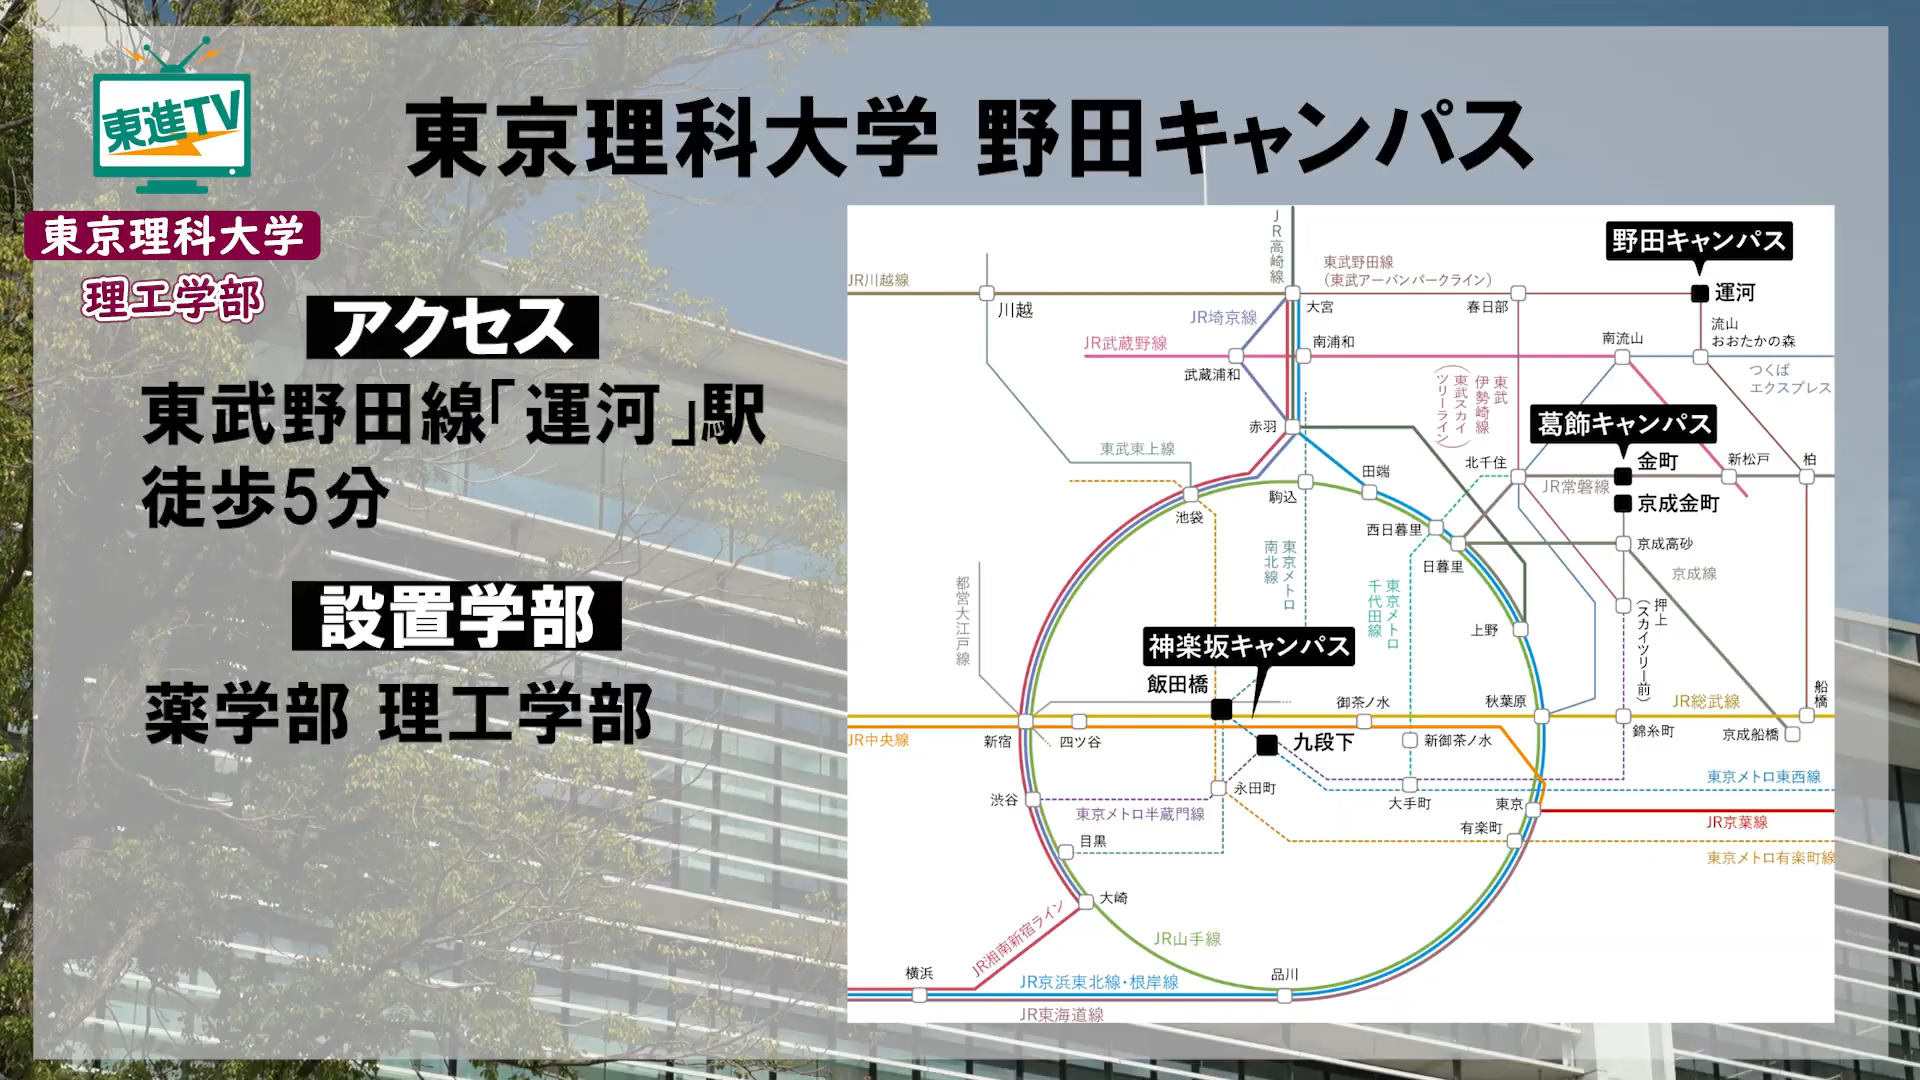 東進TV
東京理科大学 野田キャンパス
東京理科大学
理工学部
アクセス
東武野田線「運河」駅
徒歩5分
設置学部
薬学部 理工学部
JR高崎線
野田キャンパス
JR川越線
東武野田線
(東武アーバンパークライン)
川越
大宮
春日部
運河
JR埼京線
流山
おおたかの森
JR武蔵野線
南浦和
南流山
武蔵浦和
つくば
エクスプレス
東武
伊勢崎線
(東武スカイ
ツリーライン)
葛飾キャンパス
赤羽
東武東上線
田端
北千住
金町
新松戸
柏
JR常磐線
駒込
京成金町
池袋
西日暮里
日暮里
京成高砂
京成線
東京メトロ
南北線
東京メトロ
千代田線
都営大江戸線
押上
(スカイツリー前)
上野
神楽坂キャンパス
飯田橋
御茶ノ水
秋葉原
JR総武線
船橋
JR中央線
新宿
四ツ谷
九段下
新御茶ノ水
錦糸町
京成船橋
東京メトロ東西線
永田町
大手町
東京
渋谷
東京メトロ半蔵門線
有楽町
JR京葉線
目黒
東京メトロ有楽町線
大崎
JR湘南新宿ライン
JR山手線
横浜
品川
JR京浜東北線・根岸線
JR東海道線